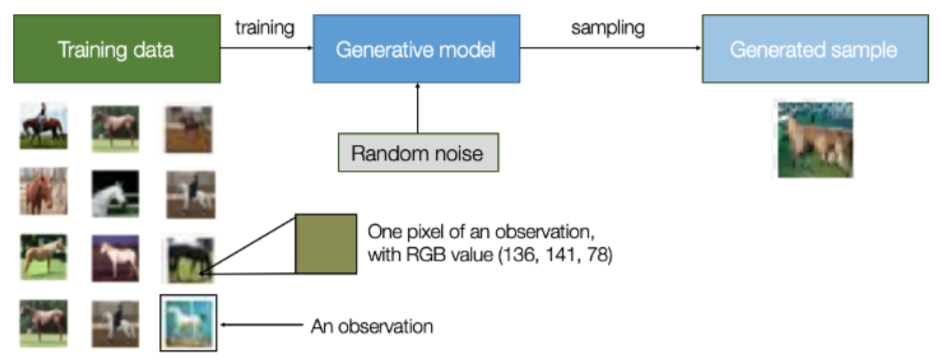 training
sampling
Training data
Generative model
Generated sample
Random noise
One pixel of an observation,
with RGB value (136, 141, 78)
An observation